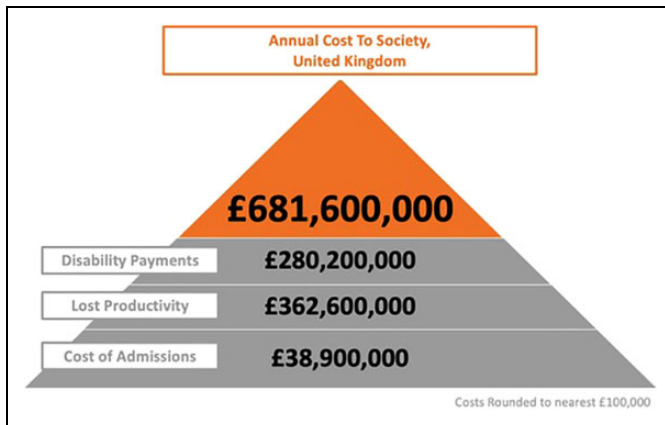 Annual Cost To Society,
United Kingdom
£681,600,000
Disability Payments £280,200,000
Lost Productivity £362,600,000
Cost of Admissions £38,900,000
Costs Rounded to nearest £100,000